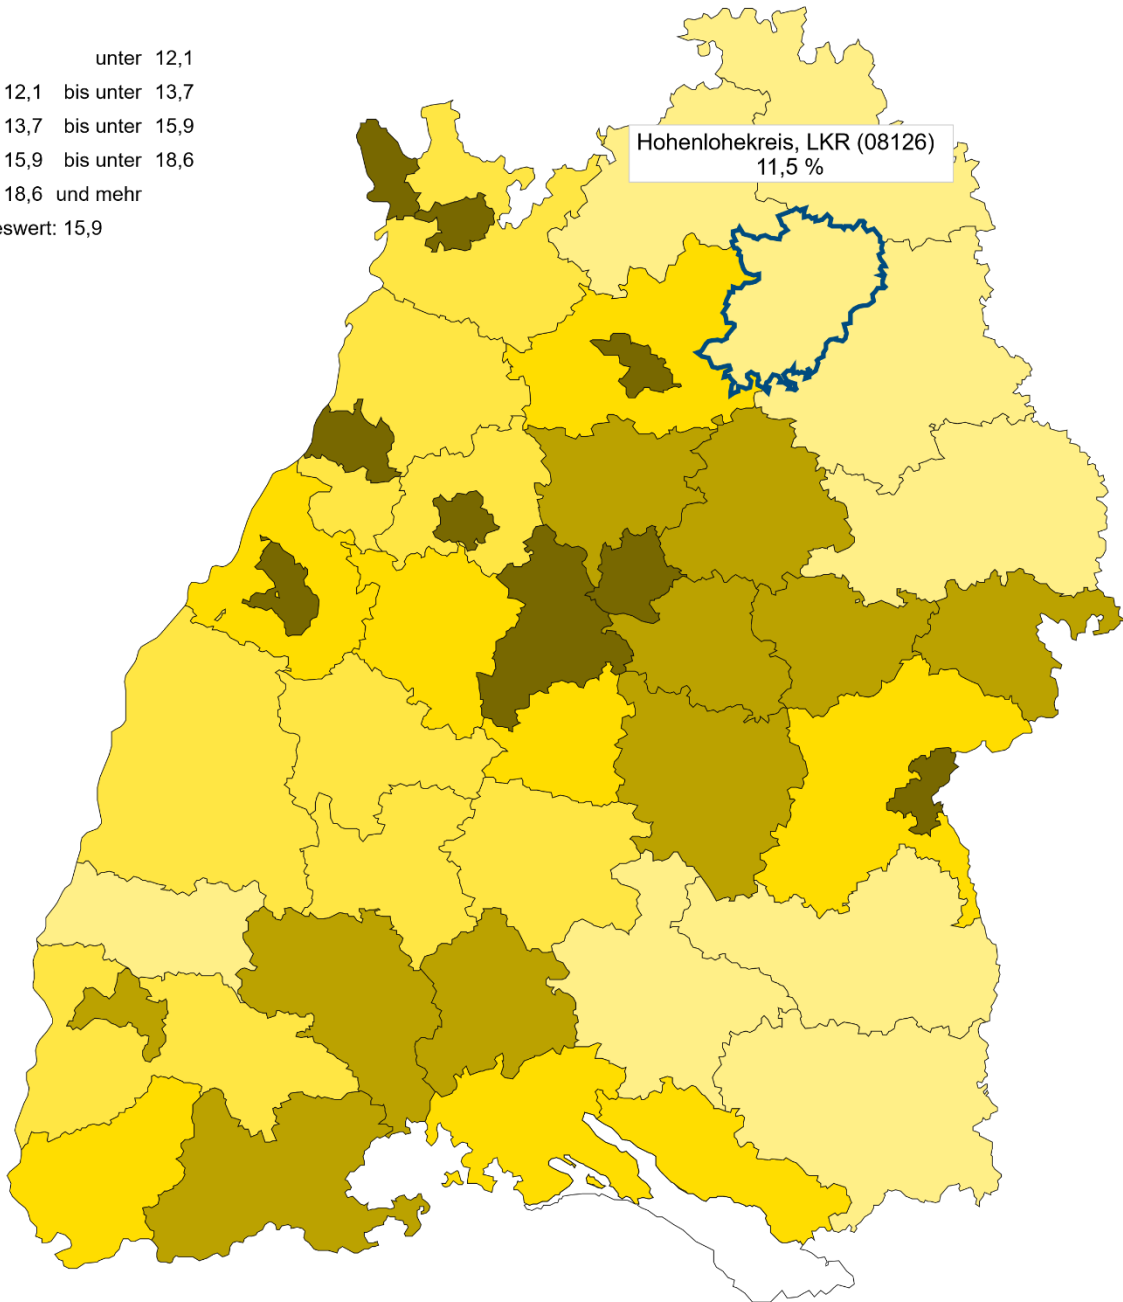 unter 12,1
12,1 bis unter 13,7
13,7 bis unter 15,9
15,9 bis unter 18,6
18,6 und mehr
eswert: 15,9
Hohenlohekreis, LKR (08126)
11,5 %